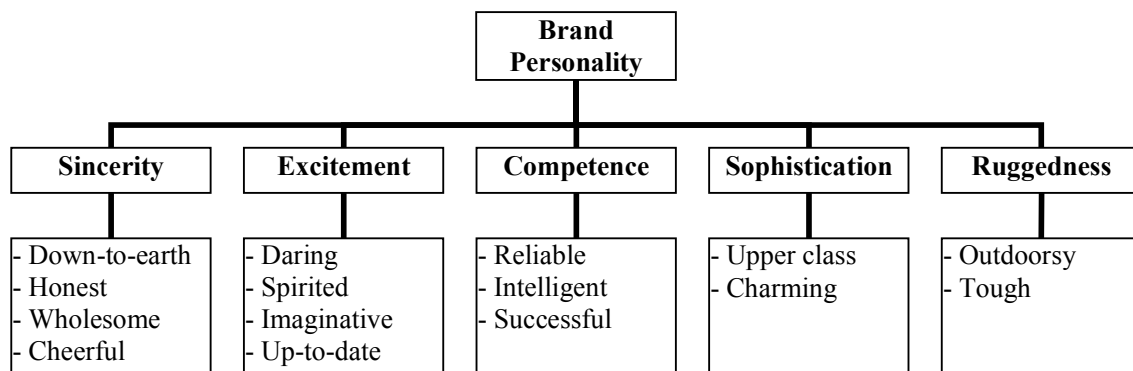 Brand
Personality
Sincerity
Excitement
Competence
Sophistication
Ruggedness
- Down-to-earth
- Honest
- Wholesome
- Cheerful
- Daring
- Spirited
- Imaginative
- Up-to-date
- Reliable
- Intelligent
- Successful
- Upper class
- Charming
- Outdoorsy
- Tough